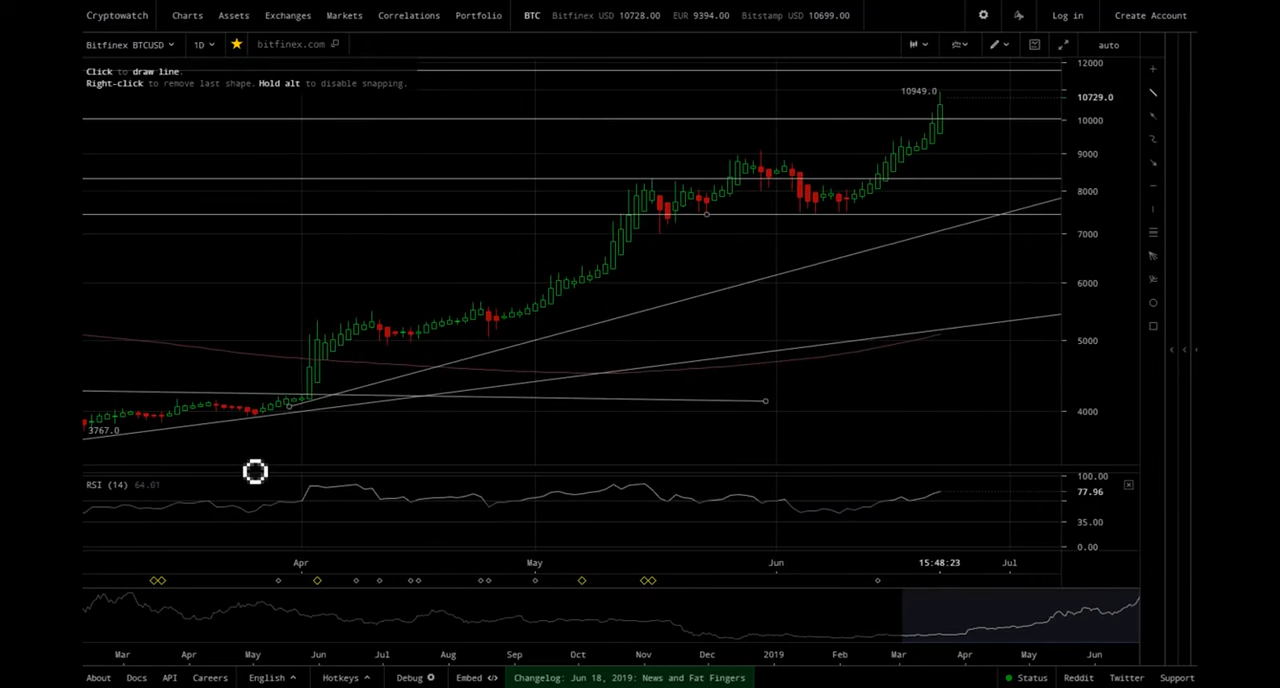 Cryptowatch Charts Assets Exchanges Markets Correlations Portfolio BTC Bitfinex USD 10728.00 EUR 9394.00 Bitstamp USD 10699.00 Log in Create Account
Bitfinex BTCUSD 1D bitfinex.com auto
Click to draw line.
Right-click to remove last shape. Hold alt to disable snapping.
12000
10949.0
10729.0
10000
9000
8000
7000
6000
5000
4000
3767.0
RSI (14) 64.01
100.00
77.96
35.00
0.00
Apr May Jun 15:48:23 Jul
Mar Apr May Jun Jul Aug Sep Oct Nov Dec 2019 Feb Mar Apr May Jun
About Docs API Careers English Hotkeys Debug Embed Changelog: Jun 18, 2019: News and Fat Fingers Status Reddit Twitter Support